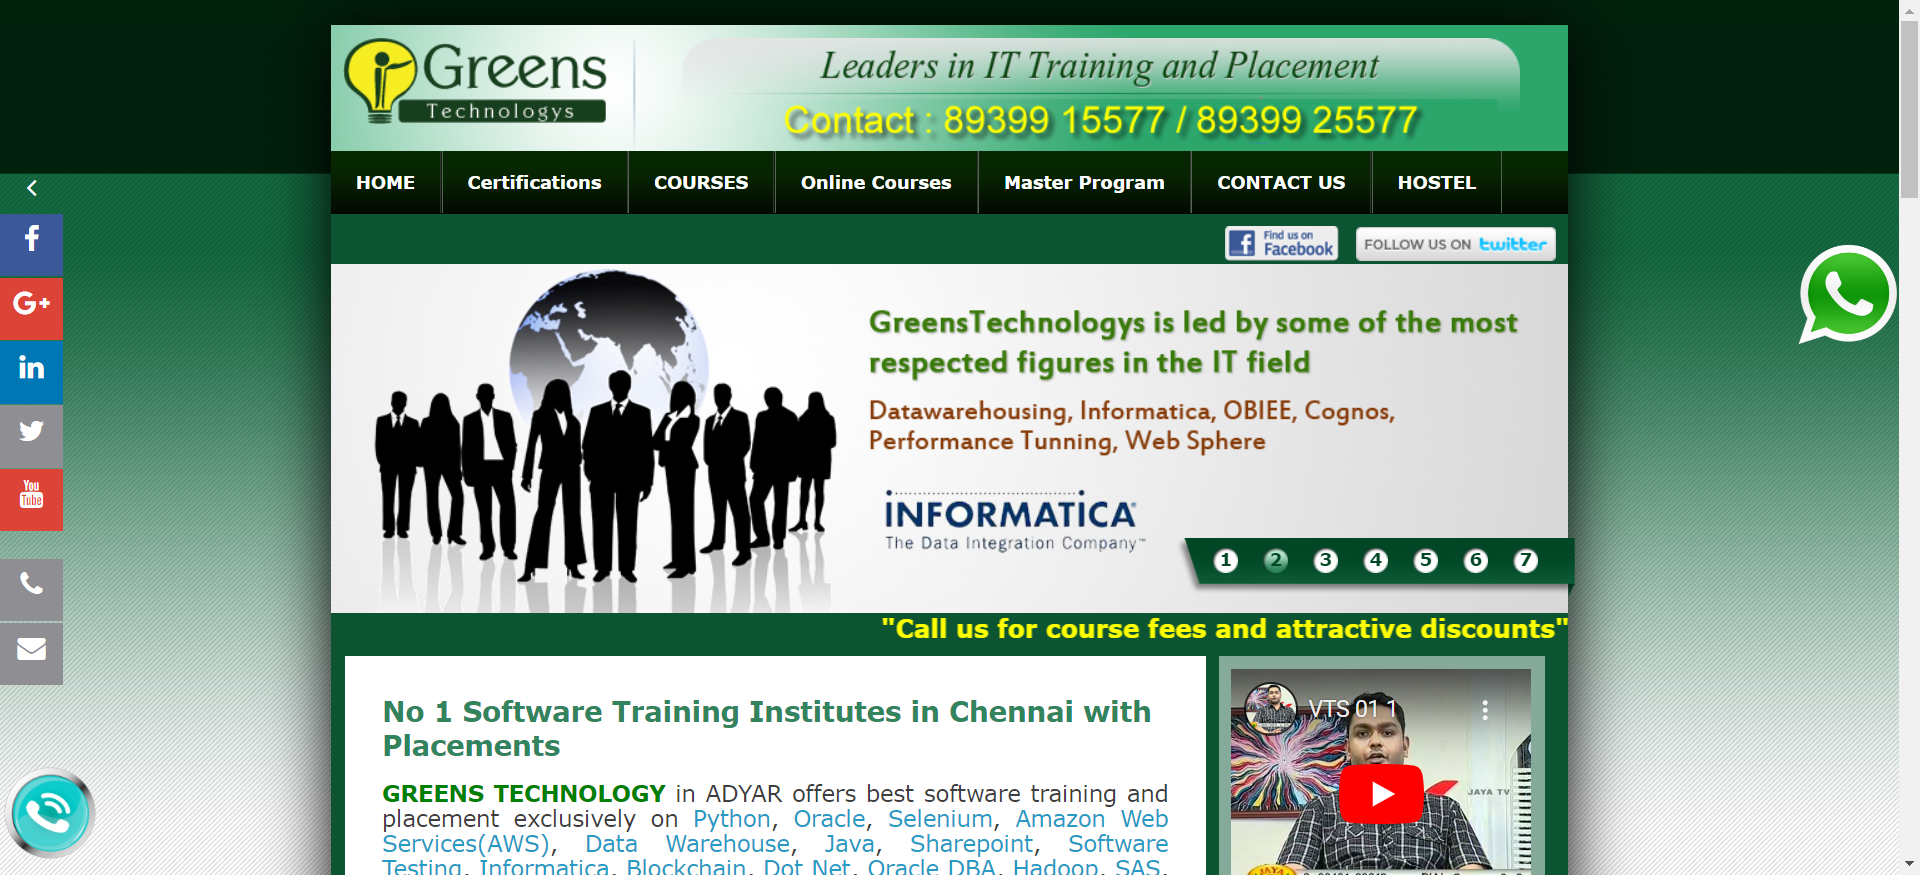 Greens
Technologys
Leaders in IT Training and Placement
Contact : 89399 15577 / 89399 25577
HOME
Certifications
COURSES
Online Courses
Master Program
CONTACT US
HOSTEL
Find us on
Facebook
FOLLOW US ON twitter
G+
in
You
Tube
GreensTechnologys is led by some of the most
respected figures in the IT field
Datawarehousing, Informatica, OBIEE, Cognos,
Performance Tunning, Web Sphere
INFORMATICA
The Data Integration Company™
1 2 3 4 5 6 7
"Call us for course fees and attractive discounts"
No 1 Software Training Institutes in Chennai with
Placements
GREENS TECHNOLOGY in ADYAR offers best software training and
placement exclusively on Python, Oracle, Selenium, Amazon Web
Services(AWS), Data Warehouse, Java, Sharepoint, Software
Testing, Informatica, Blockchain, Dot Net, Oracle DBA, Hadoop, SAS,
VTS 01 1
JAYA TV